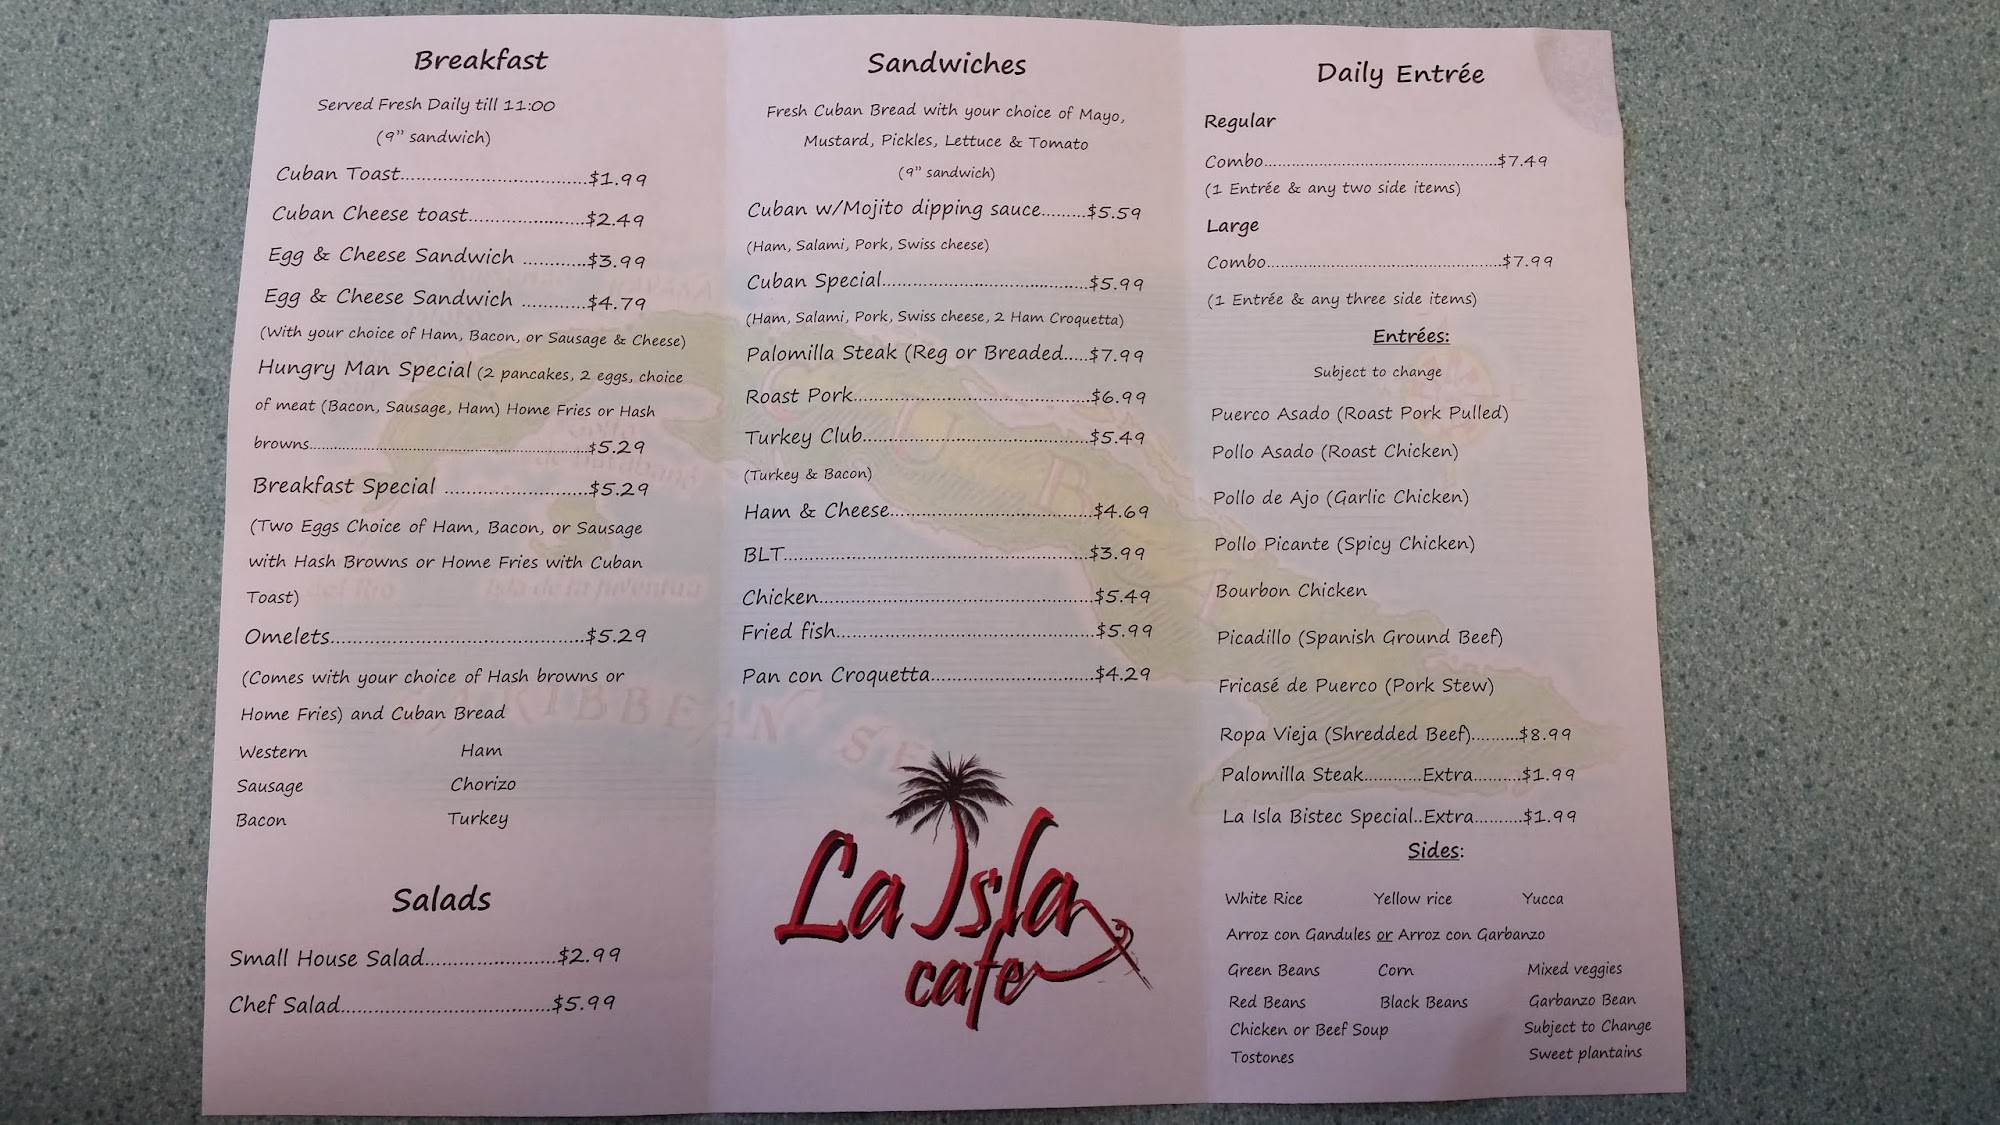 Breakfast
Served Fresh Daily till 11:00
(9" sandwich)
Cuban Toast....................................$1.99
Cuban Cheese toast.......................$2.49
Egg & Cheese Sandwich ............$3.99
Egg & Cheese Sandwich ............$4.79
(With your choice of Ham, Bacon, or Sausage & Cheese)
Hungry Man Special (2 pancakes, 2 eggs, choice
of meat (Bacon, Sausage, Ham) Home Fries or Hash
browns..............................................................$5.29
Breakfast Special ............................$5.29
(Two Eggs Choice of Ham, Bacon, or Sausage
with Hash Browns or Home Fries with Cuban
Toast)
Omelets.................................................$5.29
(Comes with your choice of Hash browns or
Home Fries) and Cuban Bread
Western Ham
Sausage Chorizo
Bacon Turkey
Salads
Small House Salad.........................$2.99
Chef Salad........................................$5.99
Sandwiches
Fresh Cuban Bread with your choice of Mayo,
Mustard, Pickles, Lettuce & Tomato
(9" sandwich)
Cuban w/Mojito dipping sauce.........$5.59
(Ham, Salami, Pork, Swiss cheese)
Cuban Special........................................$5.99
(Ham, Salami, Pork, Swiss cheese, 2 Ham Croquetta)
Palomilla Steak (Reg or Breaded.....$7.99
Roast Pork..............................................$6.99
Turkey Club............................................$5.49
(Turkey & Bacon)
Ham & Cheese.......................................$4.69
BLT...........................................................$3.99
Chicken.....................................................$5.49
Fried fish..................................................$5.99
Pan con Croquetta................................$4.29
La Isla
cafe
Daily Entrée
Regular
Combo..................................................$7.49
(1 Entrée & any two side items)
Large
Combo..................................................$7.99
(1 Entrée & any three side items)
Entrées:
Subject to change
Puerco Asado (Roast Pork Pulled)
Pollo Asado (Roast Chicken)
Pollo de Ajo (Garlic Chicken)
Pollo Picante (Spicy Chicken)
Bourbon Chicken
Picadillo (Spanish Ground Beef)
Fricasé de Puerco (Pork Stew)
Ropa Vieja (Shredded Beef).........$8.99
Palomilla Steak............Extra.........$1.99
La Isla Bistec Special..Extra.........$1.99
Sides:
White Rice Yellow rice Yucca
Arroz con Gandules or Arroz con Garbanzo
Green Beans Corn Mixed veggies
Red Beans Black Beans Garbanzo Bean
Chicken or Beef Soup Subject to Change
Tostones Sweet plantains
CUBA
CARIBBEAN SE